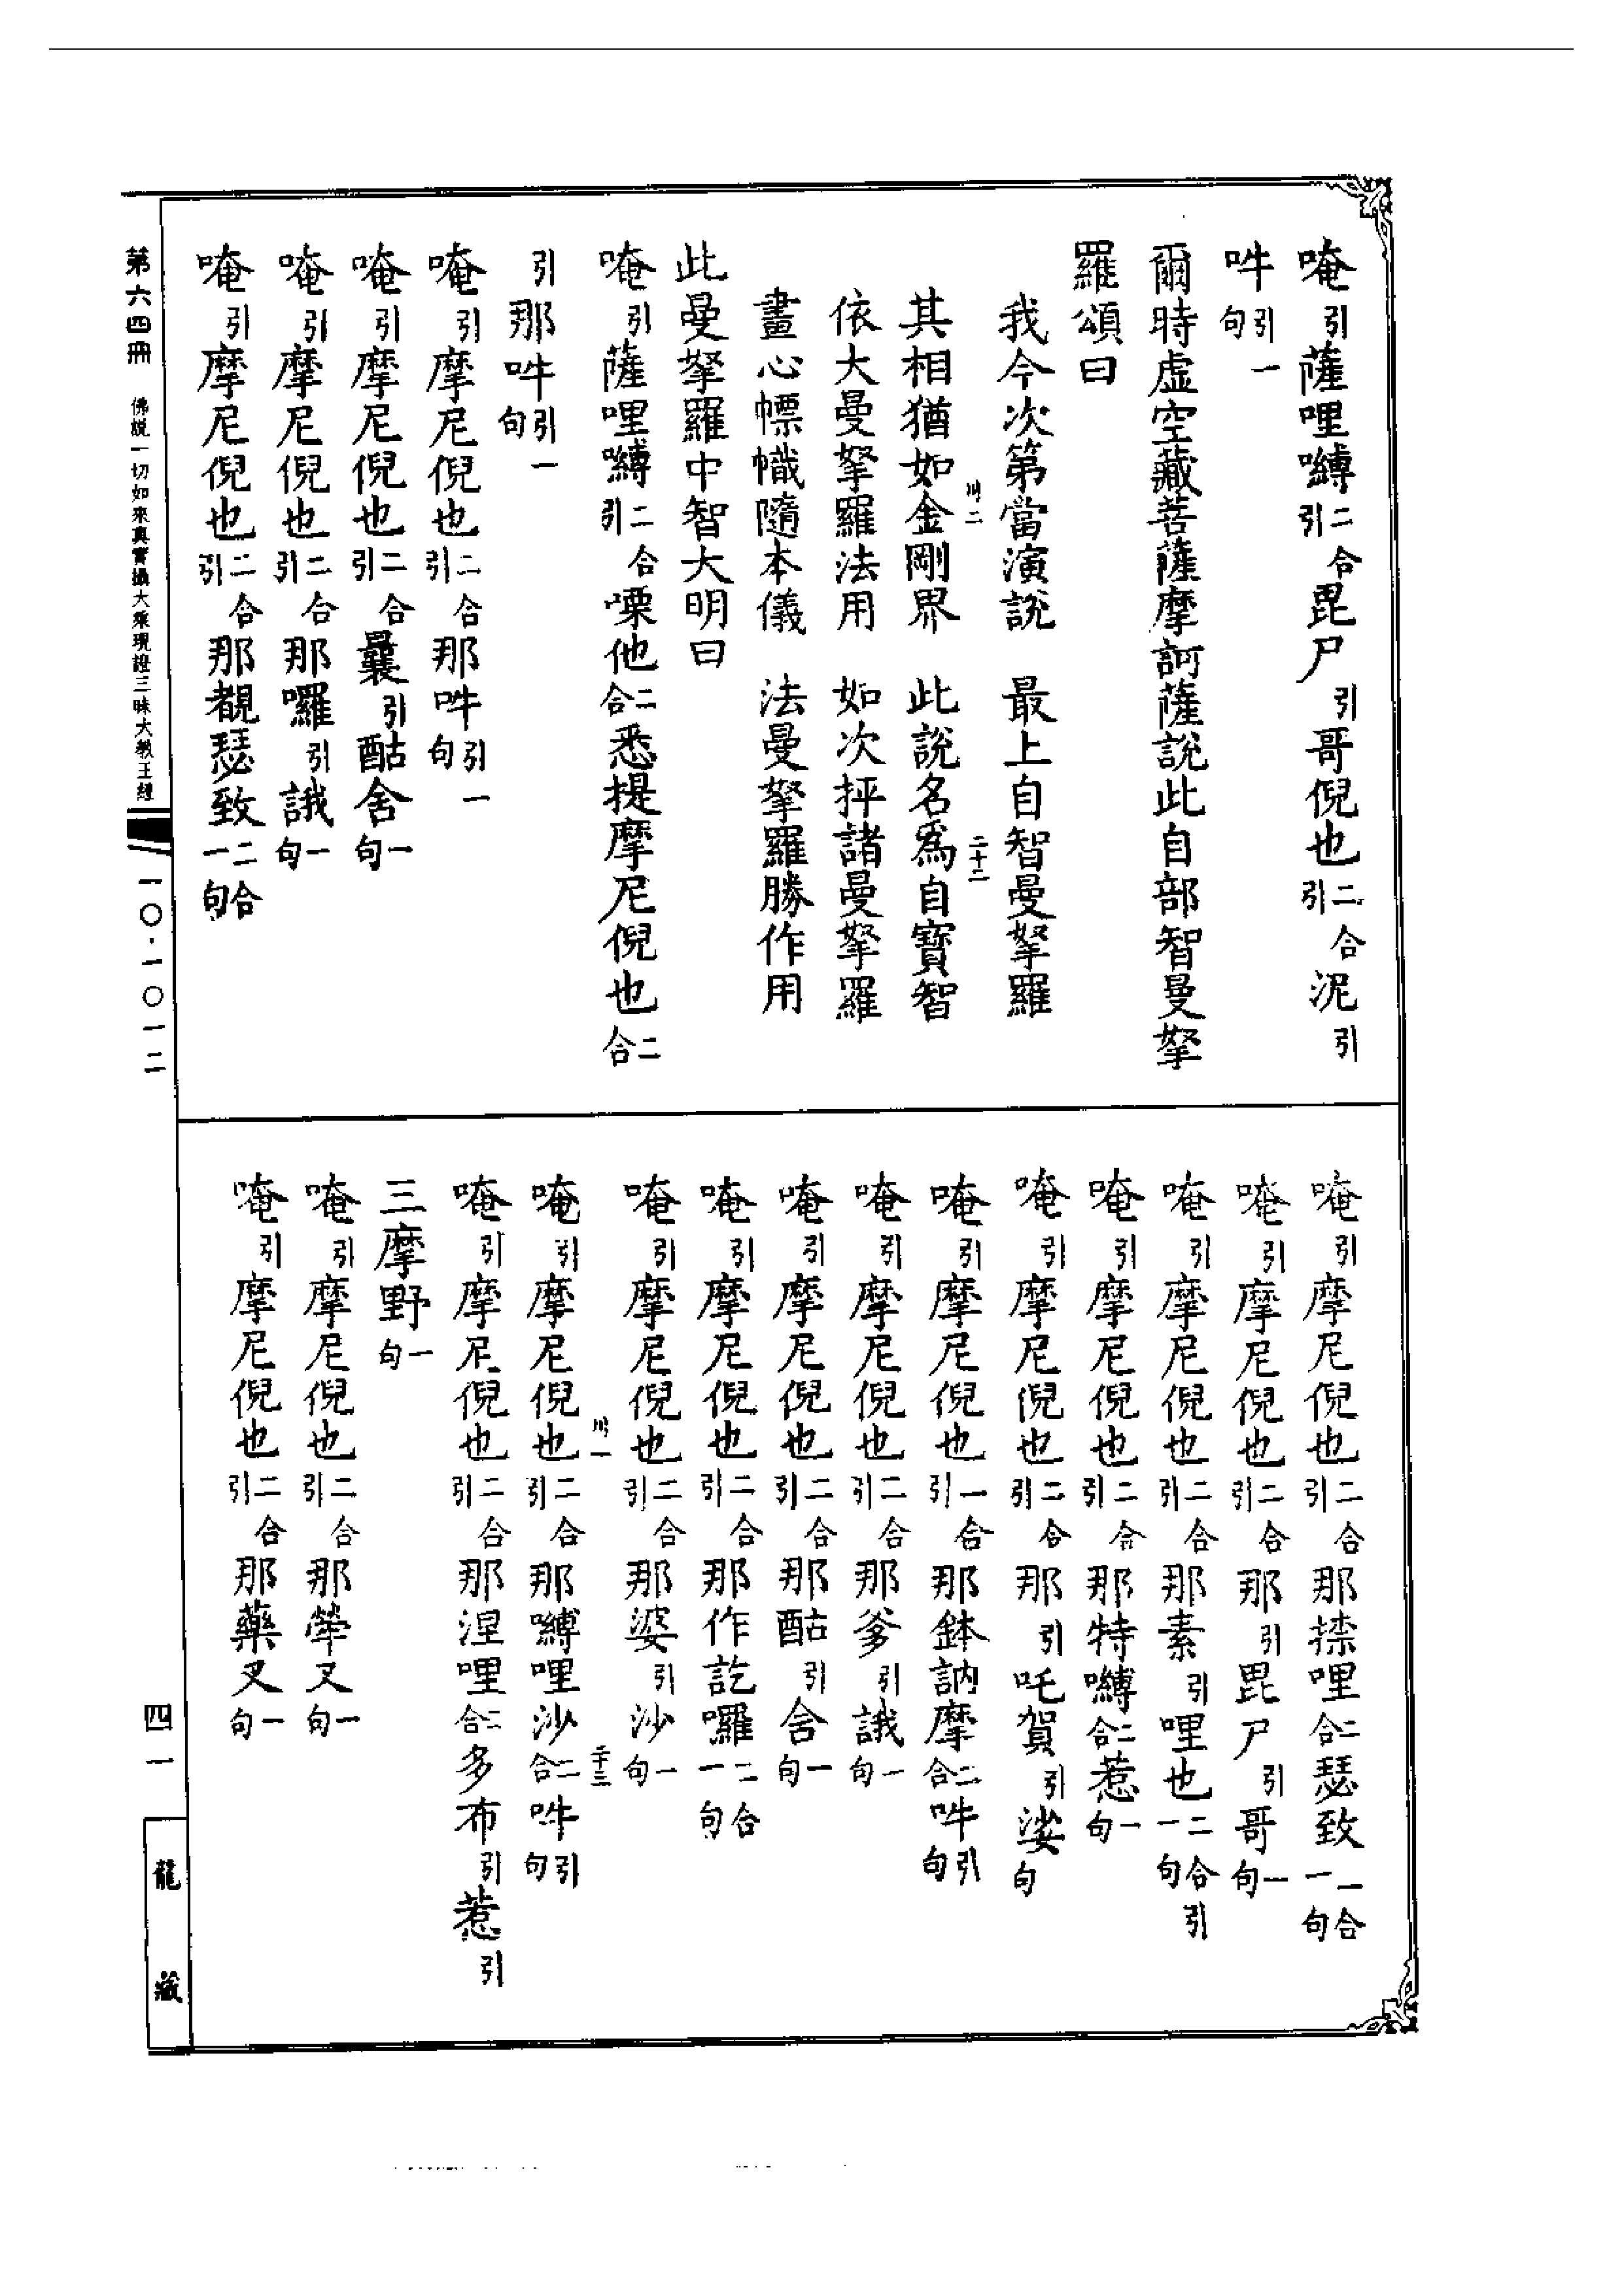 唵引薩哩嚩二合引毘尸引哥倪也二合引泥引
吽引一句
爾時虛空藏菩薩摩訶薩說此自部智曼拏
羅頌曰
我今次第當演說　最上自智曼拏羅
其相猶如金剛界　此說名為自寶智
依大曼拏羅法用　如次抨諸曼拏羅
畫心幖幟隨本儀　法曼拏羅勝作用
此曼拏羅中智大明曰
唵引薩哩嚩二合引㗚他二合悉提摩尼倪也二合
引那吽引一句
唵引摩尼倪也二合引那吽引一句
唵引摩尼倪也二合引曩引酤舍一句
唵引摩尼倪也二合引那囉引誐一句
唵引摩尼倪也二合引那覩瑟致二合一句
唵引摩尼倪也二合引那捺哩二合瑟致一合一句
唵引摩尼倪也二合引那引毘尸引哥一句
唵引摩尼倪也二合引那素引哩也二合引一句
唵引摩尼倪也二合引那特嚩二合惹一句
唵引摩尼倪也二合引那引吒賀引娑句
唵引摩尼倪也一合引那鉢訥摩二合吽引句
唵引摩尼倪也二合引那爹引誐一句
唵引摩尼倪也二合引那酤引舍一句
唵引摩尼倪也二合引那作訖囉二合一句
唵引摩尼倪也二合引那婆引沙一句
唵引摩尼倪也二合引那嚩哩沙二合吽引句
唵引摩尼倪也二合引那涅哩二合多布引惹引
三摩野一句
唵引摩尼倪也二合引那犖叉一句
唵引摩尼倪也二合引那藥叉一句
川二
二十二
川一
二十三
第六四冊　佛說一切如來真實攝大乘現證三昧大教王經
一〇·一〇一二
四一
龍藏